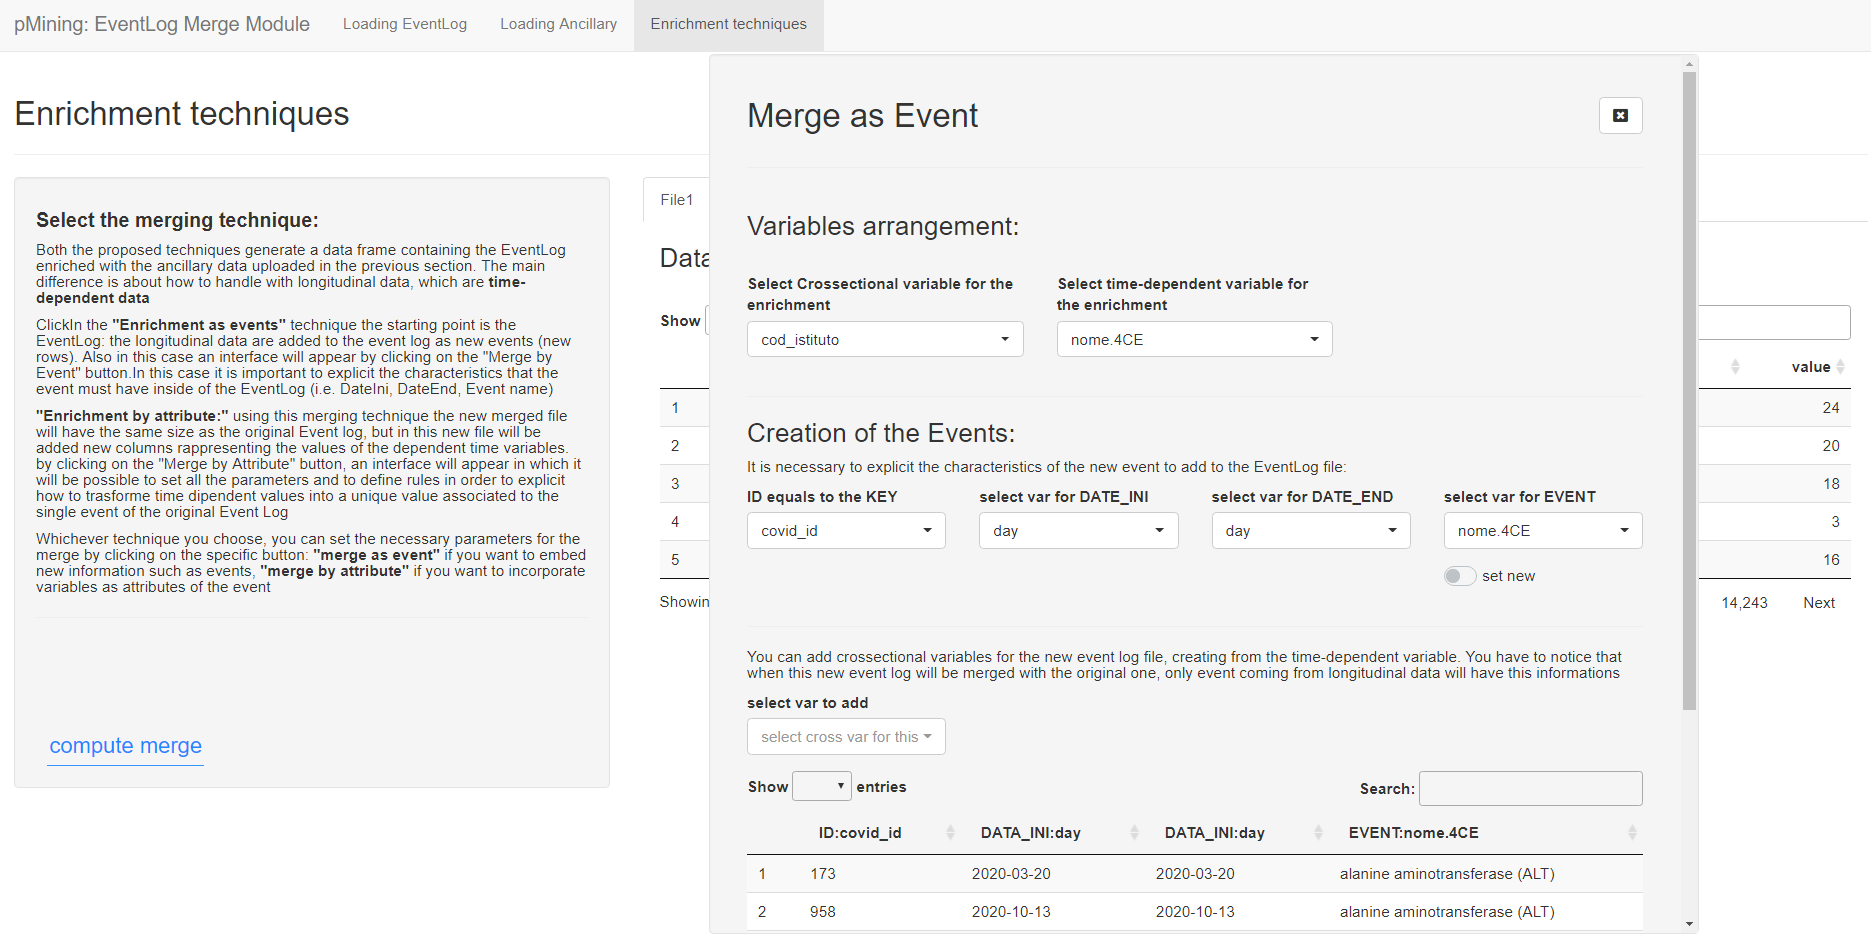 pMining: EventLog Merge Module
Loading EventLog
Loading Ancillary
Enrichment techniques
Enrichment techniques
Select the merging technique:
Both the proposed techniques generate a data frame containing the EventLog
enriched with the ancillary data uploaded in the previous section. The main
difference is about how to handle with longitudinal data, which are time-
dependent data
ClickIn the "Enrichment as events" technique the starting point is the
EventLog: the longitudinal data are added to the event log as new events (new
rows). Also in this case an interface will appear by clicking on the "Merge by
Event" button.In this case it is important to explicit the characteristics that the
event must have inside of the EventLog (i.e. DateIni, DateEnd, Event name)
"Enrichment by attribute:" using this merging technique the new merged file
will have the same size as the original Event log, but in this new file will be
added new columns rappresenting the values of the dependent time variables.
by clicking on the "Merge by Attribute" button, an interface will appear in which it
will be possible to set all the parameters and to define rules in order to explicit
how to trasforme time dipendent values into a unique value associated to the
single event of the original Event Log
Whichever technique you choose, you can set the necessary parameters for the
merge by clicking on the specific button: "merge as event" if you want to embed
new information such as events, "merge by attribute" if you want to incorporate
variables as attributes of the event
compute merge
File1
Data
Show
1
2
3
4
5
Showin
Merge as Event
Variables arrangement:
Select Crossectional variable for the
enrichment
cod_istituto
Select time-dependent variable for
the enrichment
nome.4CE
Creation of the Events:
It is necessary to explicit the characteristics of the new event to add to the EventLog file:
ID equals to the KEY
covid_id
select var for DATE_INI
day
select var for DATE_END
day
select var for EVENT
nome.4CE
set new
You can add crossectional variables for the new event log file, creating from the time-dependent variable. You have to notice that
when this new event log will be merged with the original one, only event coming from longitudinal data will have this informations
select var to add
select cross var for this
Show entries
Search:
ID:covid_id DATA_INI:day DATA_INI:day EVENT:nome.4CE
1 173 2020-03-20 2020-03-20 alanine aminotransferase (ALT)
2 958 2020-10-13 2020-10-13 alanine aminotransferase (ALT)
value
24
20
18
3
16
14,243 Next